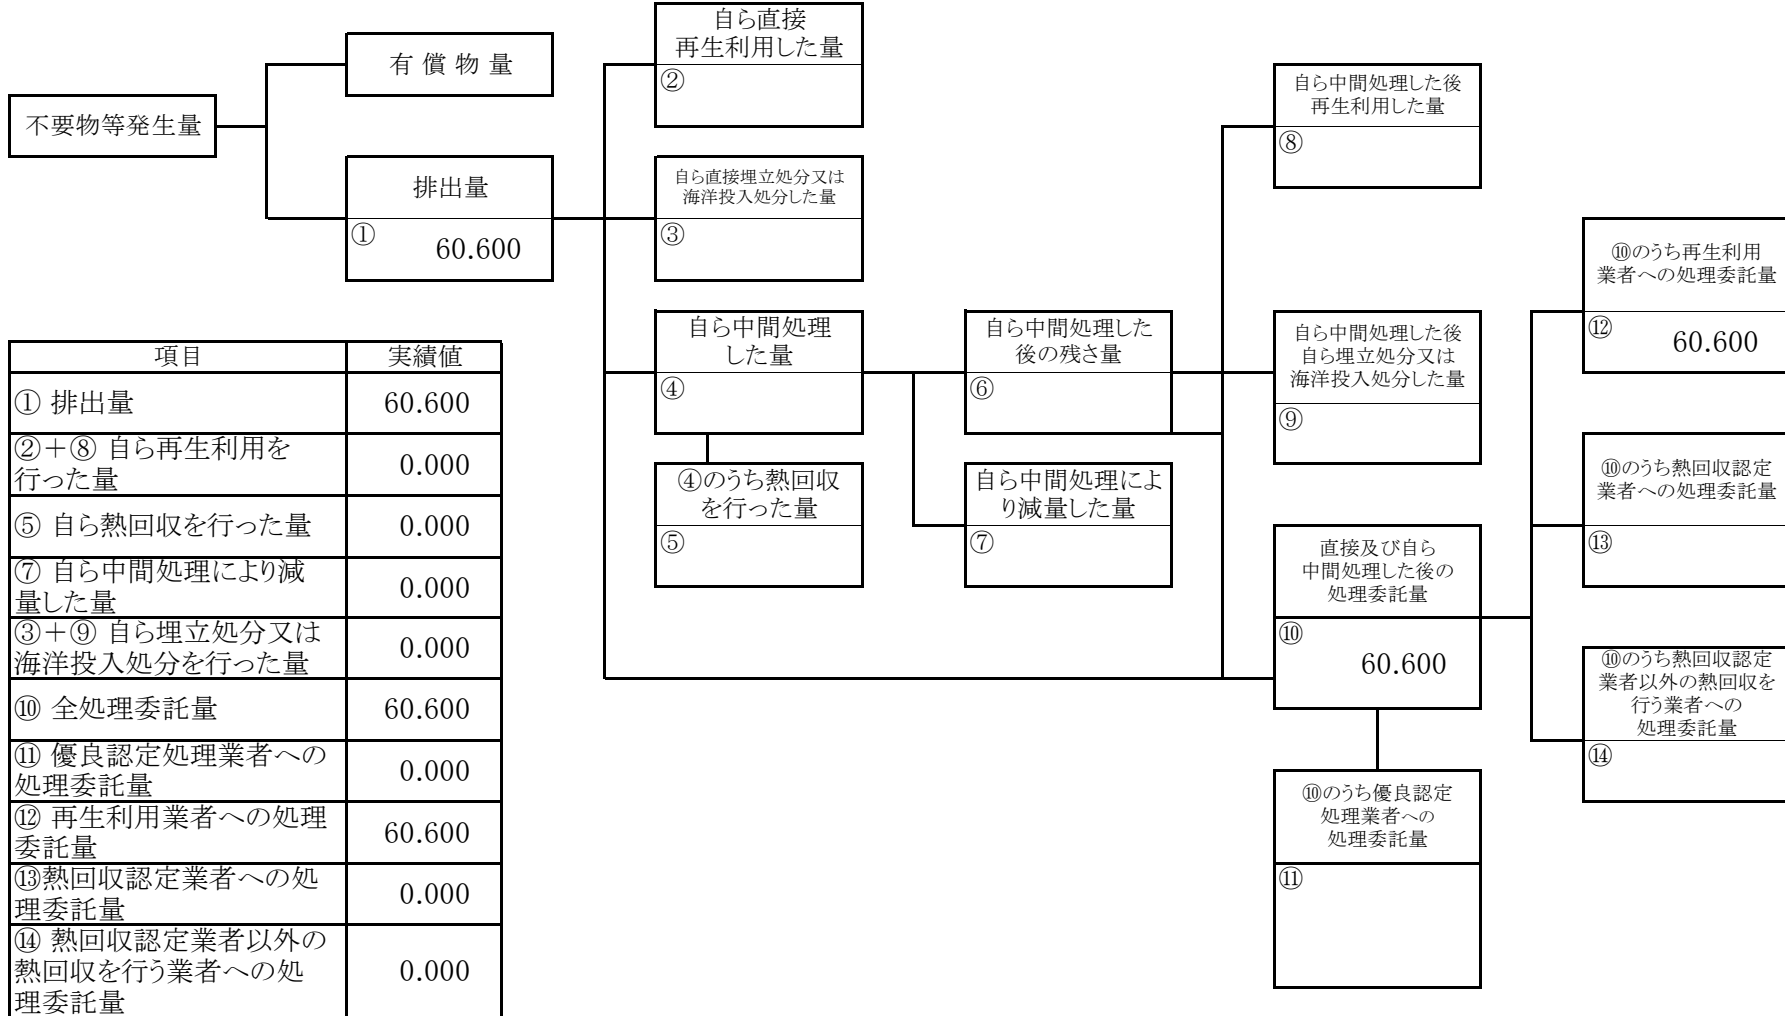 不要物等発生量
有 償 物 量
排出量
①
60.600
自ら直接
再生利用した量
②
自ら直接埋立処分又は
海洋投入処分した量
③
自ら中間処理
した量
④
④のうち熱回収
を行った量
⑤
自ら中間処理した
後の残さ量
⑥
自ら中間処理によ
り減量した量
⑦
自ら中間処理した後
再生利用した量
⑧
自ら中間処理した後
自ら埋立処分又は
海洋投入処分した量
⑨
直接及び自ら
中間処理した後の
処理委託量
⑩
60.600
⑩のうち優良認定
処理業者への
処理委託量
⑪
⑩のうち再生利用
業者への処理委託量
⑫
60.600
⑩のうち熱回収認定
業者への処理委託量
⑬
⑩のうち熱回収認定
業者以外の熱回収を
行う業者への
処理委託量
⑭
項目 実績値
① 排出量 60.600
②+⑧ 自ら再生利用を
行った量 0.000
⑤ 自ら熱回収を行った量 0.000
⑦ 自ら中間処理により減
量した量 0.000
③+⑨ 自ら埋立処分又は
海洋投入処分を行った量 0.000
⑩ 全処理委託量 60.600
⑪ 優良認定処理業者への
処理委託量 0.000
⑫ 再生利用業者への処理
委託量 60.600
⑬熱回収認定業者への処
理委託量 0.000
⑭ 熱回収認定業者以外の
熱回収を行う業者への処
理委託量 0.000